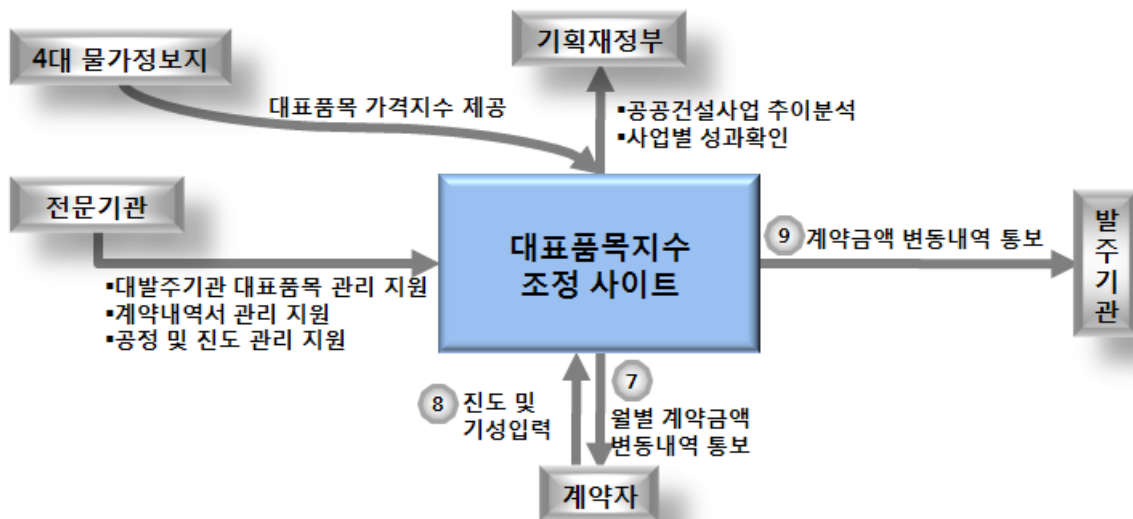 4대 물가정보지
기획재정부
대표품목 가격지수 제공
▪공공건설사업 추이분석
▪사업별 성과확인
전문기관
대표품목지수
조정 사이트
⑨ 계약금액 변동내역 통보
발주기관
▪대발주기관 대표품목 관리 지원
▪계약내역서 관리 지원
▪공정 및 진도 관리 지원
⑧ 진도 및
기성입력
⑦
월별 계약금액
변동내역 통보
계약자